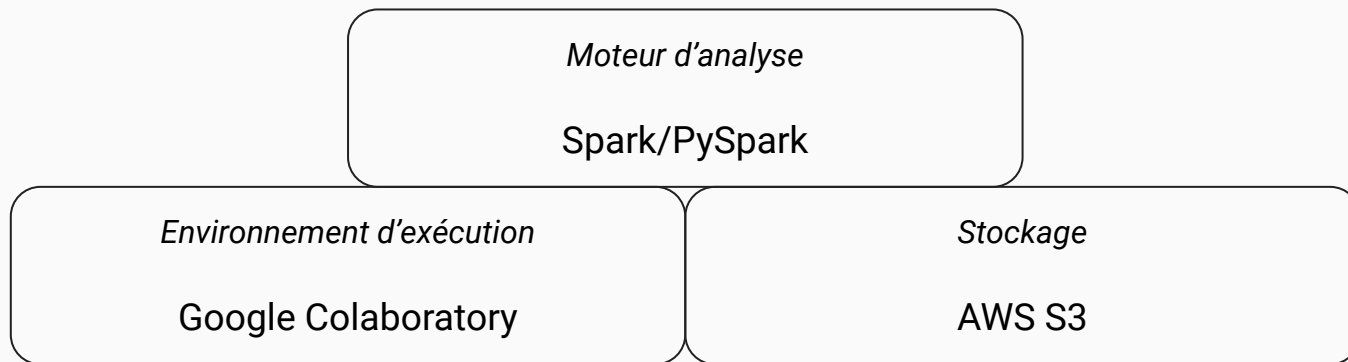 Moteur d’analyse
Spark/PySpark
Environnement d’exécution
Google Colaboratory
Stockage
AWS S3